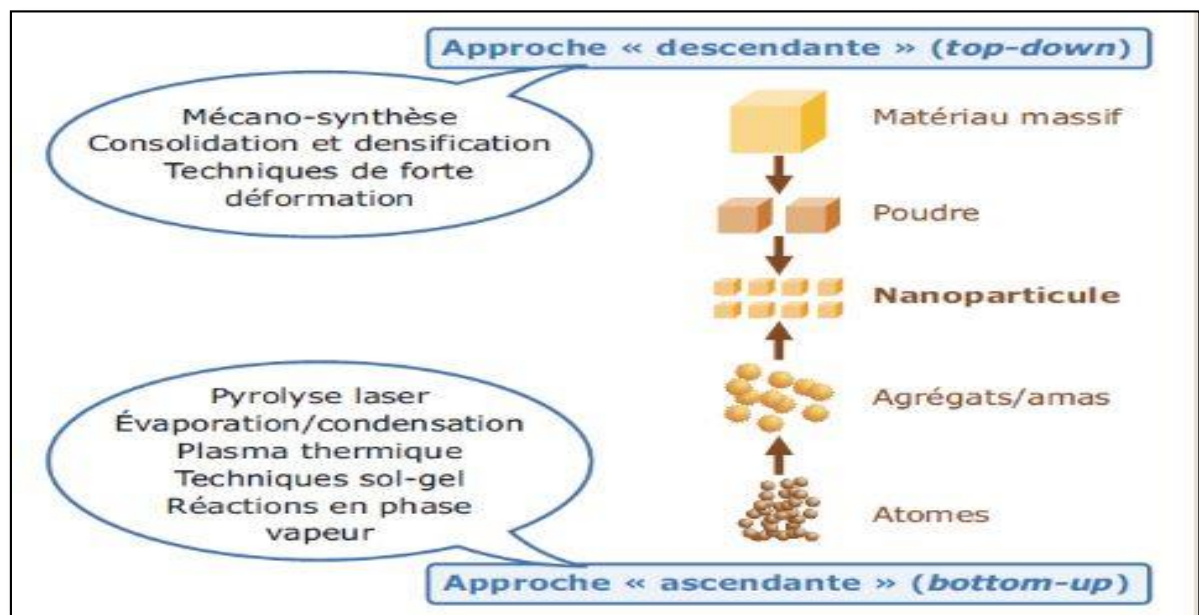 Approche « descendante » (top-down)
Mécano-synthèse
Consolidation et densification
Techniques de forte
déformation
Matériau massif
Poudre
Nanoparticule
Agrégats/amas
Atomes
Pyrolyse laser
Évaporation/condensation
Plasma thermique
Techniques sol-gel
Réactions en phase
vapeur
Approche « ascendante » (bottom-up)